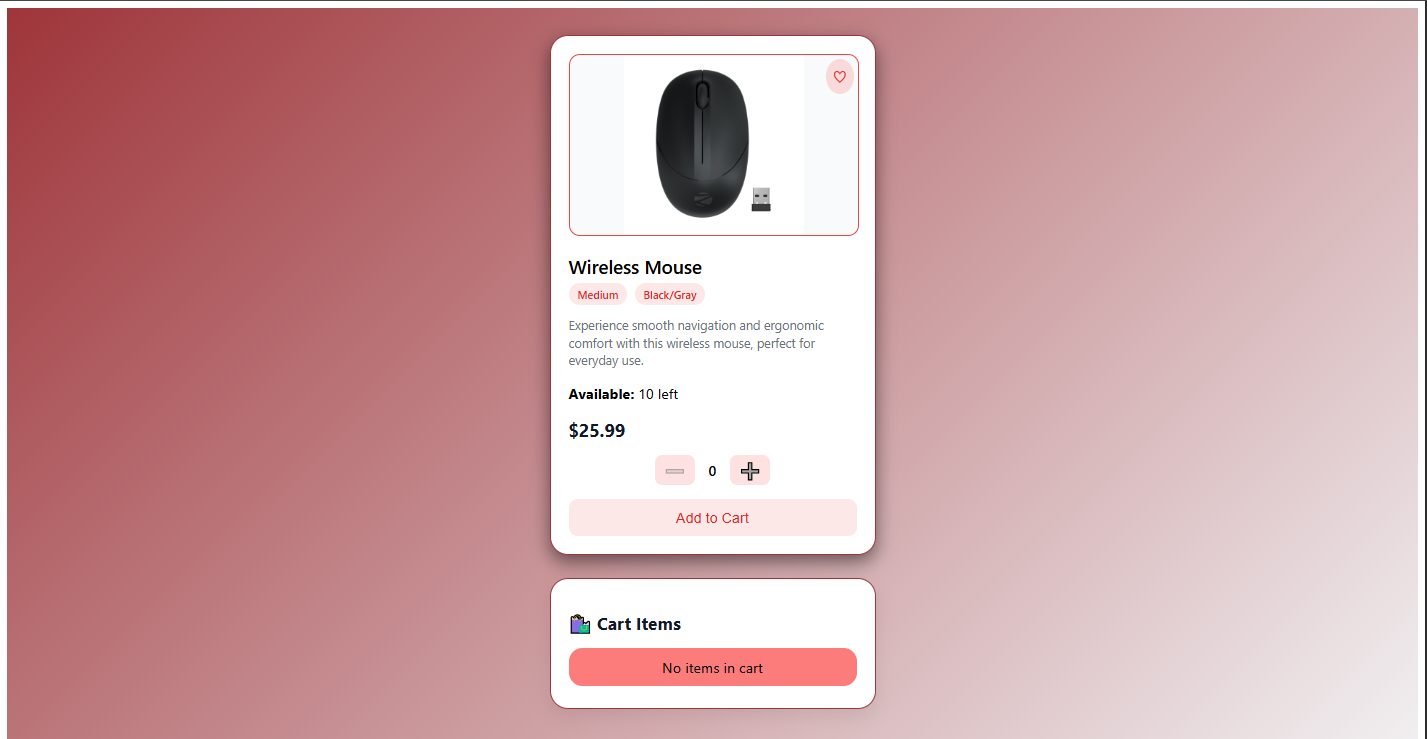 Wireless Mouse
Medium Black/Gray
Experience smooth navigation and ergonomic
comfort with this wireless mouse, perfect for
everyday use.
Available: 10 left
$25.99
0
Add to Cart
Cart Items
No items in cart